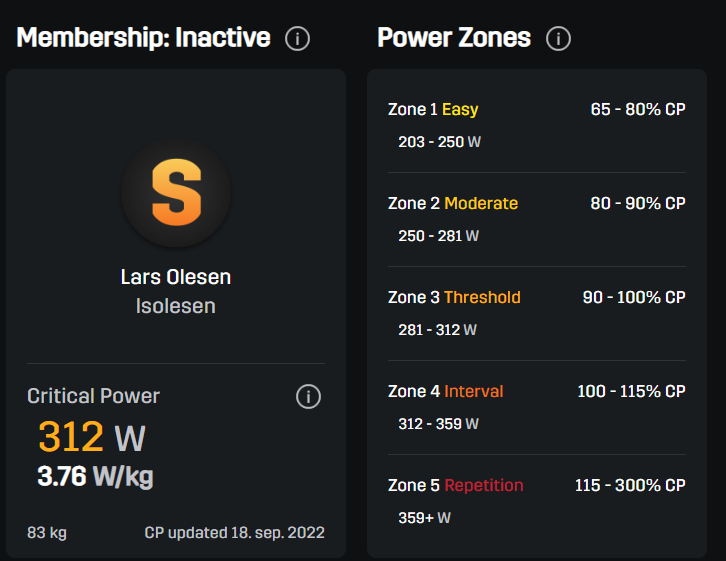 Membership: Inactive
S
Lars Olesen
lsolesen
Critical Power
312 W
3.76 W/kg
83 kg CP updated 18. sep. 2022
Power Zones
Zone 1 Easy 65 - 80% CP
203 - 250 W
Zone 2 Moderate 80 - 90% CP
250 - 281 W
Zone 3 Threshold 90 - 100% CP
281 - 312 W
Zone 4 Interval 100 - 115% CP
312 - 359 W
Zone 5 Repetition 115 - 300% CP
359+ W